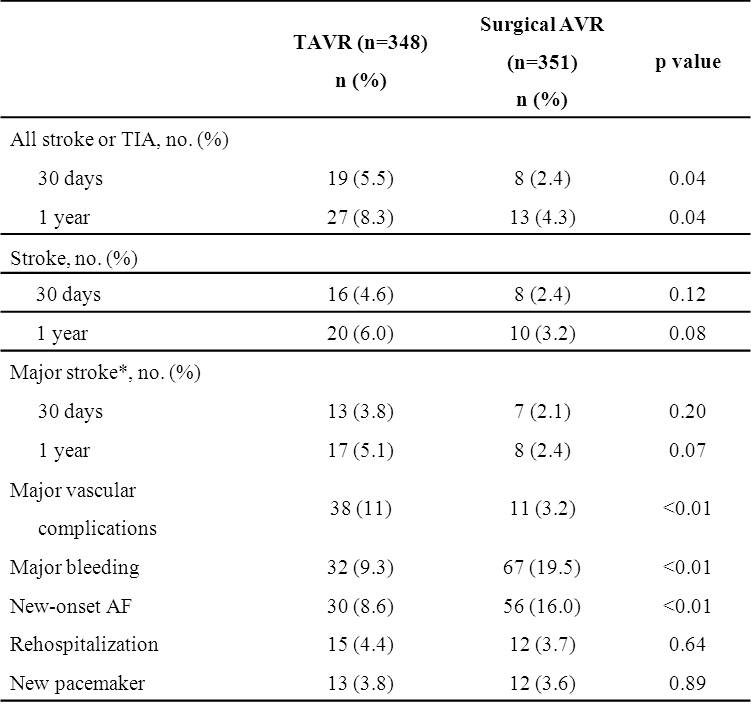 TAVR (n=348) n (%) Surgical AVR (n=351) n (%) p value
All stroke or TIA, no. (%)
30 days 19 (5.5) 8 (2.4) 0.04
1 year 27 (8.3) 13 (4.3) 0.04
Stroke, no. (%)
30 days 16 (4.6) 8 (2.4) 0.12
1 year 20 (6.0) 10 (3.2) 0.08
Major stroke*, no. (%)
30 days 13 (3.8) 7 (2.1) 0.20
1 year 17 (5.1) 8 (2.4) 0.07
Major vascular complications 38 (11) 11 (3.2) <0.01
Major bleeding 32 (9.3) 67 (19.5) <0.01
New-onset AF 30 (8.6) 56 (16.0) <0.01
Rehospitalization 15 (4.4) 12 (3.7) 0.64
New pacemaker 13 (3.8) 12 (3.6) 0.89